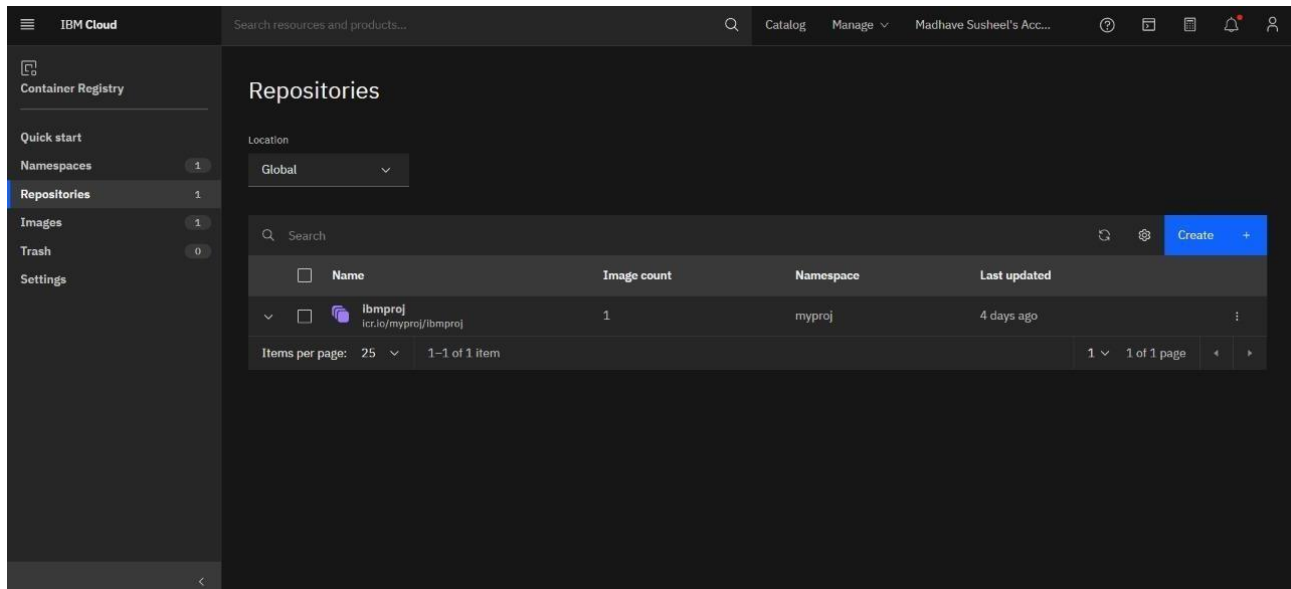 IBM Cloud
Search resources and products...
Catalog
Manage
Madhave Susheel's Acc...
Container Registry
Quick start
Namespaces 1
Repositories 1
Images 1
Trash 0
Settings
Repositories
Location
Global
Search
Create +
Name Image count Namespace Last updated
ibmproj 1 myproj 4 days ago
icr.io/myproj/ibmproj
Items per page: 25 1–1 of 1 item 1 1 of 1 page